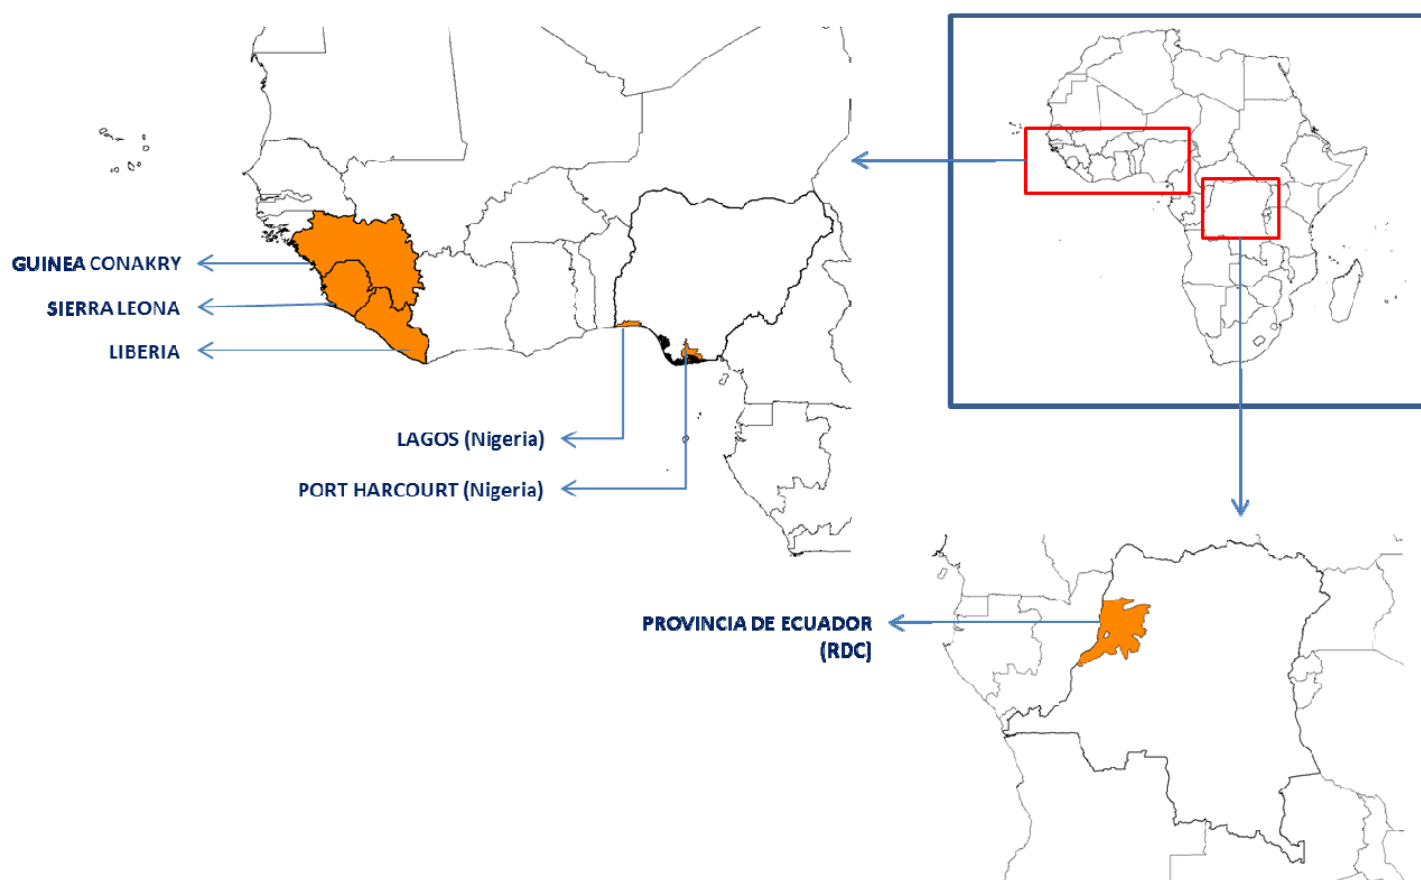 GUINEA CONAKRY
SIERRA LEONA
LIBERIA
LAGOS (Nigeria)
PORT HARCOURT (Nigeria)
PROVINCIA DE ECUADOR
(RDC)